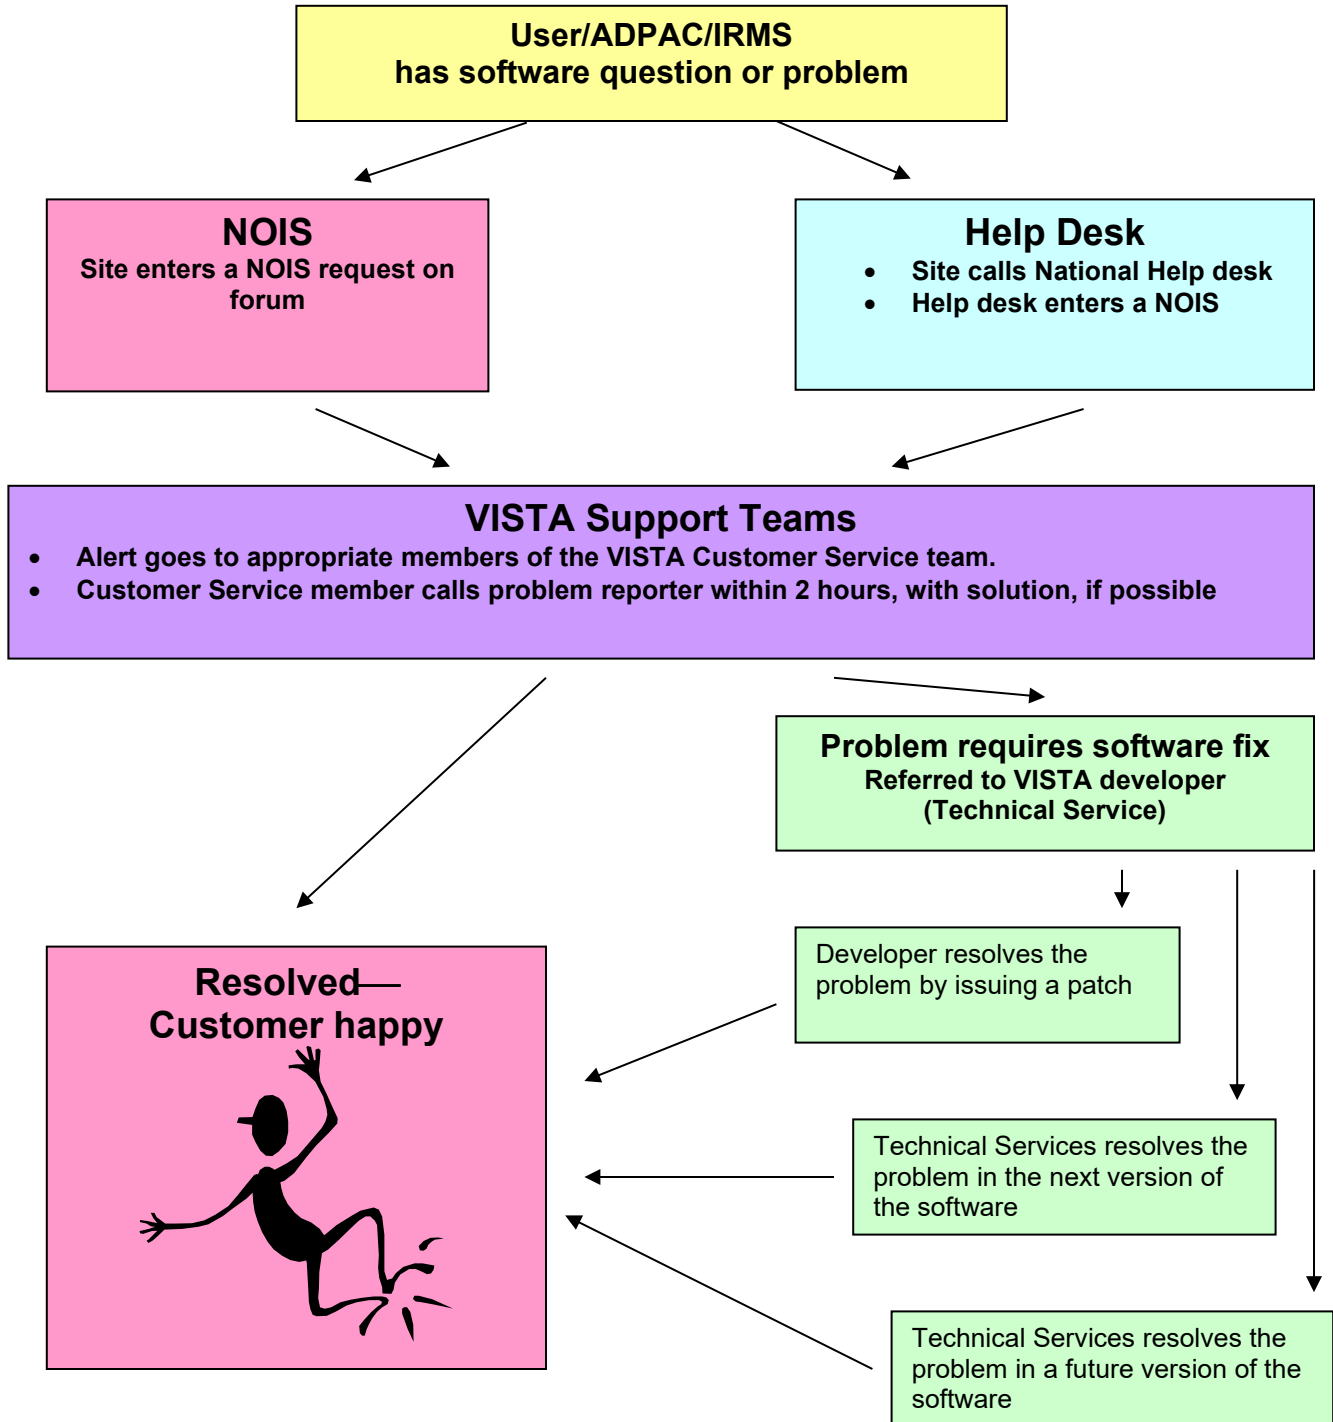 User/ADPAC/IRMS
has software question or problem
NOIS
Site enters a NOIS request on
forum
Help Desk
• Site calls National Help desk
• Help desk enters a NOIS
VISTA Support Teams
• Alert goes to appropriate members of the VISTA Customer Service team.
• Customer Service member calls problem reporter within 2 hours, with solution, if possible
Problem requires software fix
Referred to VISTA developer
(Technical Service)
Developer resolves the
problem by issuing a patch
Resolved—
Customer happy
Technical Services resolves the
problem in the next version of
the software
Technical Services resolves the
problem in a future version of the
software